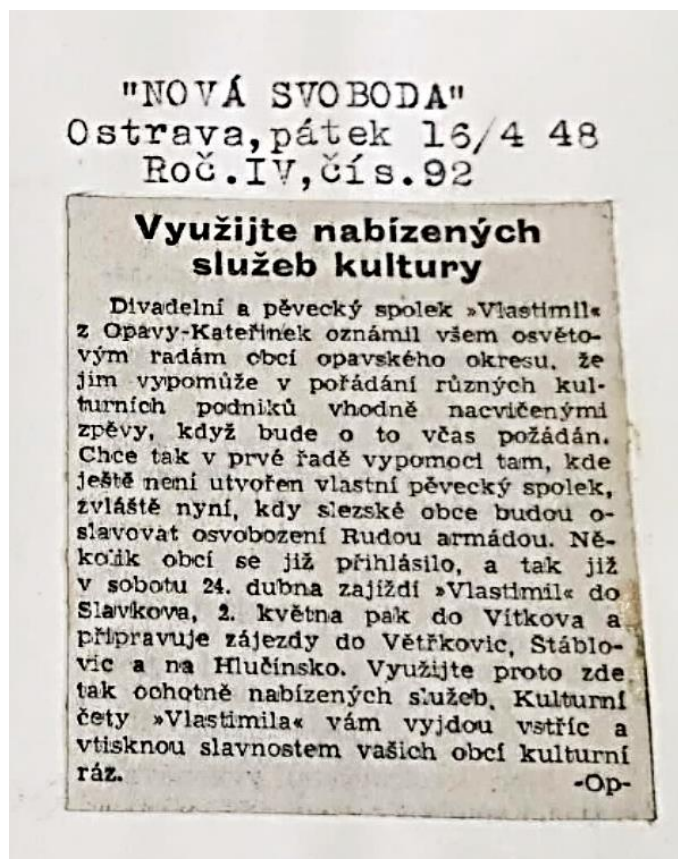 "NOVÁ SVOBODA"
Ostrava,pátek 16/4 48
Roč.IV,čís.92
Využijte nabízených
služeb kultury
Divadelní a pěvecký spolek »Vlastimil«
z Opavy-Kateřinek oznámil všem osvěto-
vým radám obcí opavského okresu, že
jim vypomůže v pořádání různých kul-
turních podniků vhodně nacvičenými
zpěvy, když bude o to včas požádán.
Chce tak v prvé řadě vypomoci tam, kde
ještě není utvořen vlastní pěvecký spolek,
zvláště nyní, kdy slezské obce budou o-
slavovat osvobození Rudou armádou. Ně-
kolik obcí se již přihlásilo, a tak již
v sobotu 24. dubna zajíždí »Vlastimil« do
Slavkova, 2. května pak do Vítkova a
připravuje zájezdy do Větřkovic, Stáblo-
vic a na Hlučínsko. Využijte proto zde
tak ochotně nabízených služeb. Kulturní
čety »Vlastimila« vám vyjdou vstříc a
vtisknou slavnostem vašich obcí kulturní
ráz. -Op-